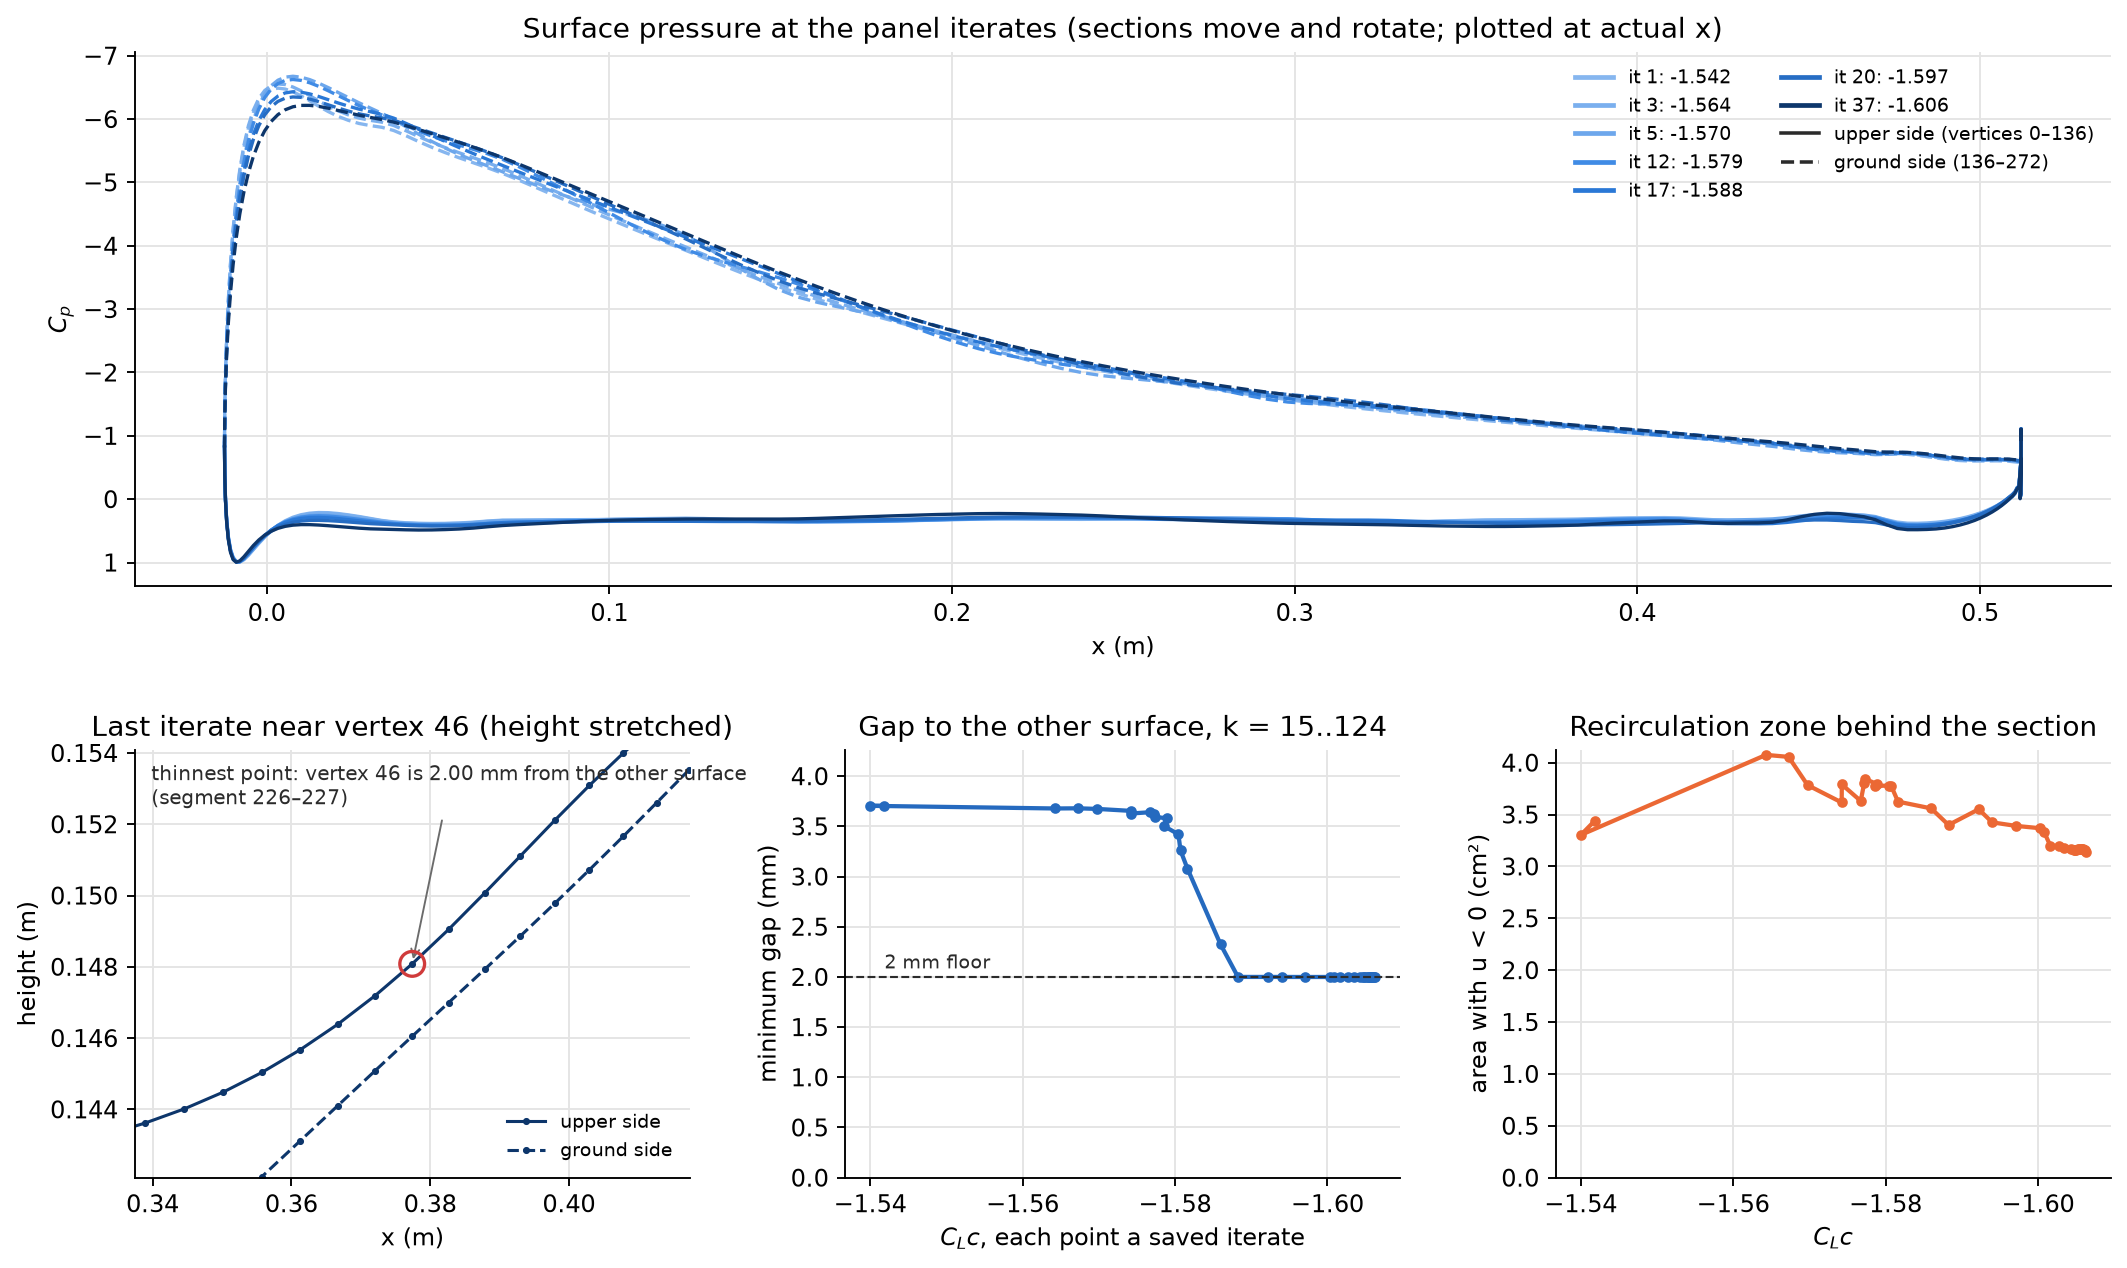 Surface pressure at the panel iterates (sections move and rotate; plotted at actual x)
−7
−6
−5
−4
−3
−2
−1
0
1
C_p
0.0 0.1 0.2 0.3 0.4 0.5
x (m)
it 1: -1.542
it 3: -1.564
it 5: -1.570
it 12: -1.579
it 17: -1.588
it 20: -1.597
it 37: -1.606
upper side (vertices 0–136)
ground side (136–272)
Last iterate near vertex 46 (height stretched)
thinnest point: vertex 46 is 2.00 mm from the other surface
(segment 226–227)
0.154
0.152
0.150
0.148
0.146
0.144
height (m)
upper side
ground side
0.34 0.36 0.38 0.40
x (m)
Gap to the other surface, k = 15..124
4.0
3.5
3.0
2.5
2.0
1.5
1.0
0.5
0.0
minimum gap (mm)
2 mm floor
−1.54 −1.56 −1.58 −1.60
C_Lc, each point a saved iterate
Recirculation zone behind the section
4.0
3.5
3.0
2.5
2.0
1.5
1.0
0.5
0.0
area with u < 0 (cm²)
−1.54 −1.56 −1.58 −1.60
C_Lc